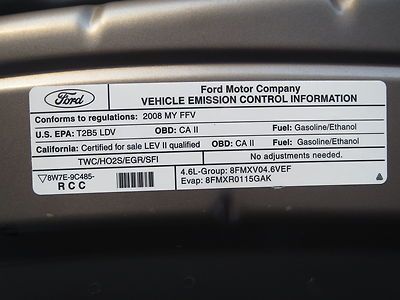 Ford
Ford Motor Company
VEHICLE EMISSION CONTROL INFORMATION
Conforms to regulations: 2008 MY FFV
U.S. EPA: T2B5 LDV OBD: CA II Fuel: Gasoline/Ethanol
California: Certified for sale LEV II qualified OBD: CA II Fuel: Gasoline/Ethanol
TWC/HO2S/EGR/SFI No adjustments needed.
▽8W7E-9C485- 4.6L-Group: 8FMXV04.6VEF
RCC Evap: 8FMXR0115GAK